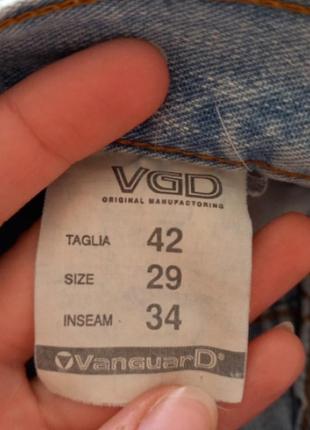 VGD
ORIGINAL MANUFACTORING
TAGLIA 42
SIZE 29
INSEAM 34
VanguarD®